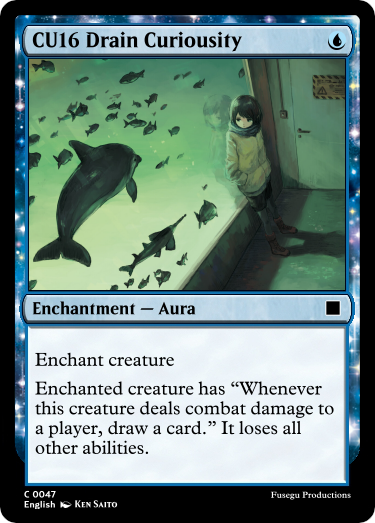 CU16 Drain Curiousity
Enchantment — Aura
Enchant creature
Enchanted creature has “Whenever
this creature deals combat damage to
a player, draw a card.” It loses all
other abilities.
C 0047
English KEN SAITO
Fusegu Productions